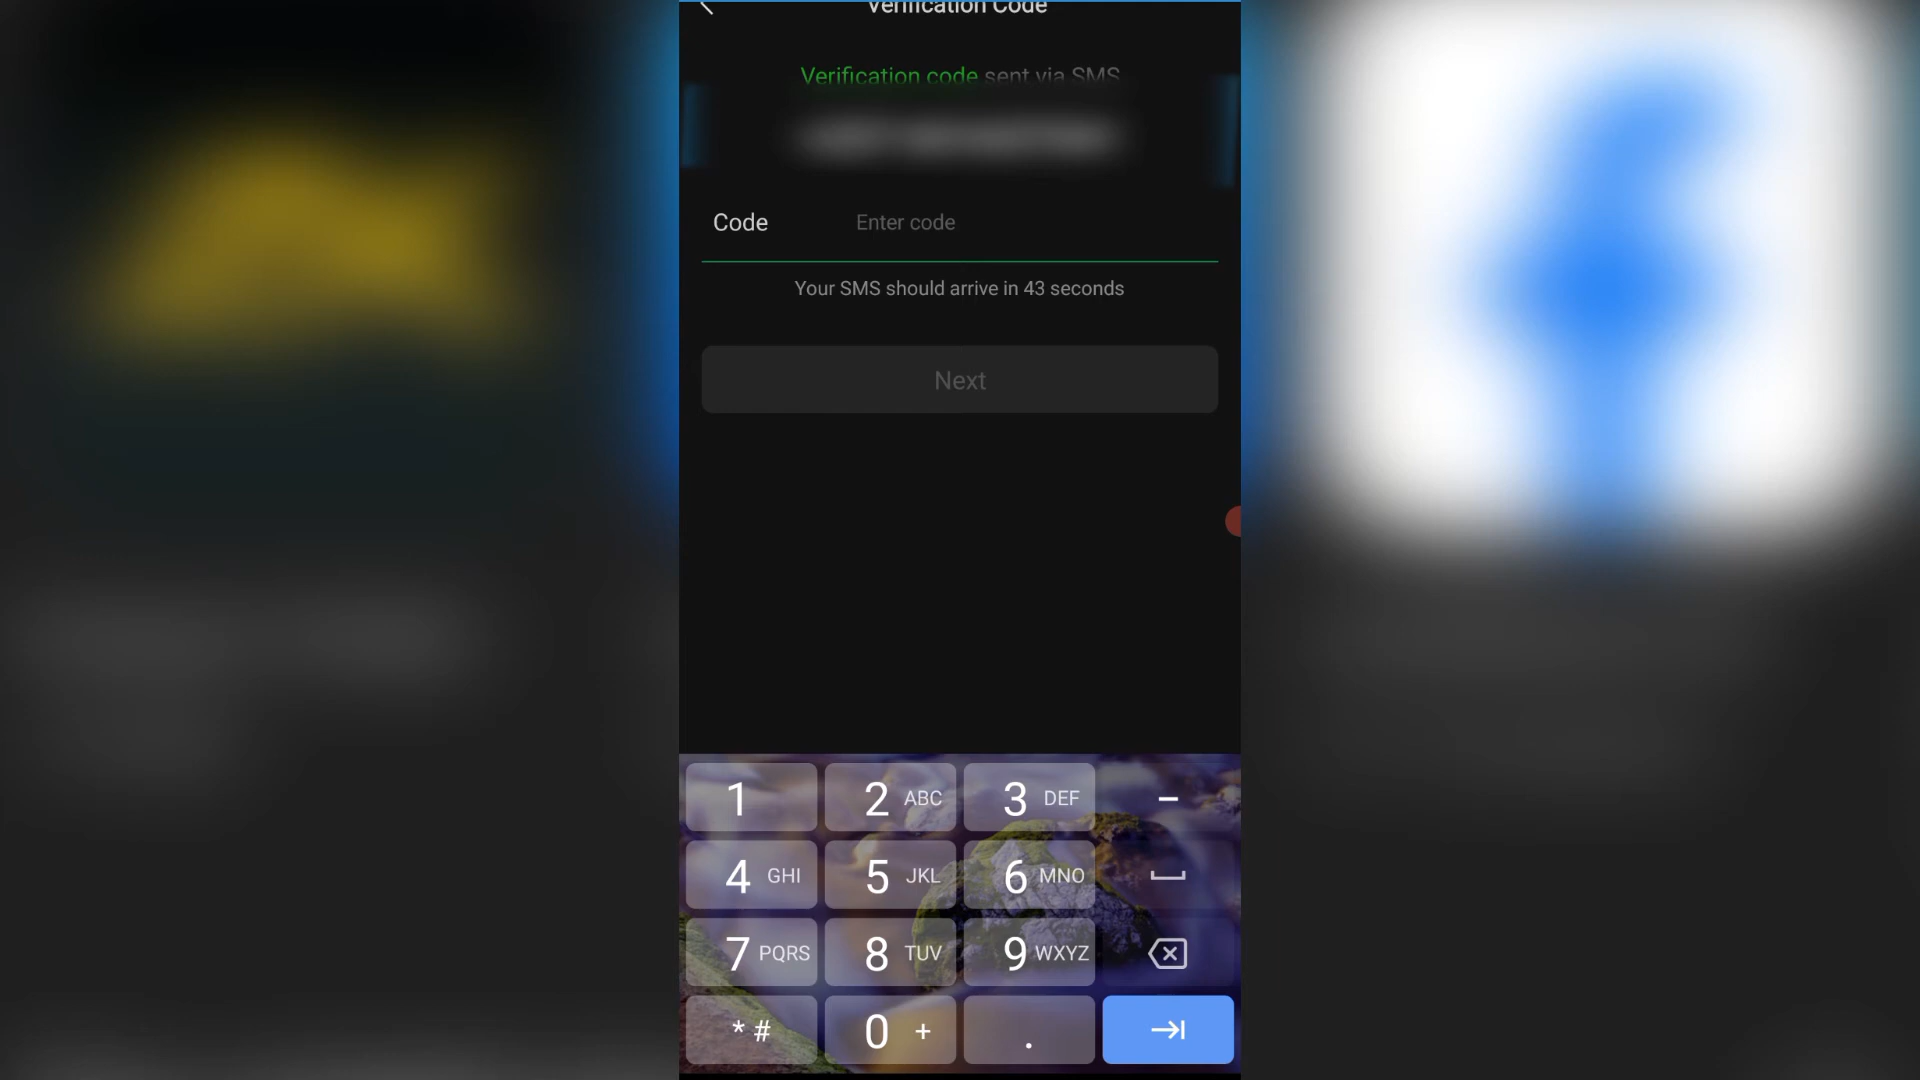 Verification Code
Verification code sent via SMS
Code Enter code
Your SMS should arrive in 43 seconds
Next
1 2 ABC 3 DEF -
4 GHI 5 JKL 6 MNO
7 PQRS 8 TUV 9 WXYZ
* # 0 + .